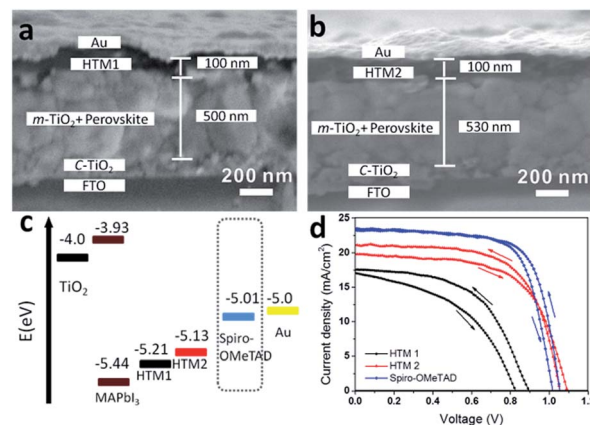 a
Au
HTM1
100 nm
m-TiO2+Perovskite
500 nm
C-TiO2
FTO
200 nm
b
Au
HTM2
100 nm
m-TiO2+Perovskite
530 nm
C-TiO2
FTO
200 nm
c
E(eV)
-4.0
TiO2
-3.93
-5.44
MAPbI3
-5.21
HTM1
-5.13
HTM2
-5.01
Spiro-
OMeTAD
-5.0
Au
d
Current density (mA/cm2)
25
20
15
10
5
0
HTM 1
HTM 2
Spiro-OMeTAD
0.0 0.2 0.4 0.6 0.8 1.0 1.2
Voltage (V)